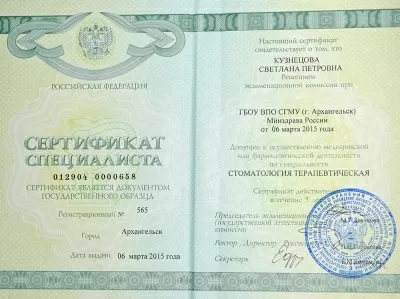 РОССИЙСКАЯ ФЕДЕРАЦИЯ
СЕРТИФИКАТ
СПЕЦИАЛИСТА
012904 0000658
СЕРТИФИКАТ ЯВЛЯЕТСЯ ДОКУМЕНТОМ
ГОСУДАРСТВЕННОГО ОБРАЗЦА
Регистрационный № 565
Город Архангельск
Дата выдачи 06 марта 2015 года
Настоящий сертификат
свидетельствует о том, что
КУЗНЕЦОВА
СВЕТЛАНА ПЕТРОВНА
Решением
экзаменационной комиссии при
ГБОУ ВПО СГМУ (г. Архангельск)
Минздрава России
от 06 марта 2015 года
Допущен к осуществлению медицинской
или фармацевтической деятельности
по специальности
СТОМАТОЛОГИЯ ТЕРАПЕВТИЧЕСКАЯ
Сертификат действителен
в течение 5
Председатель
комиссии
Ректор
Секретарь